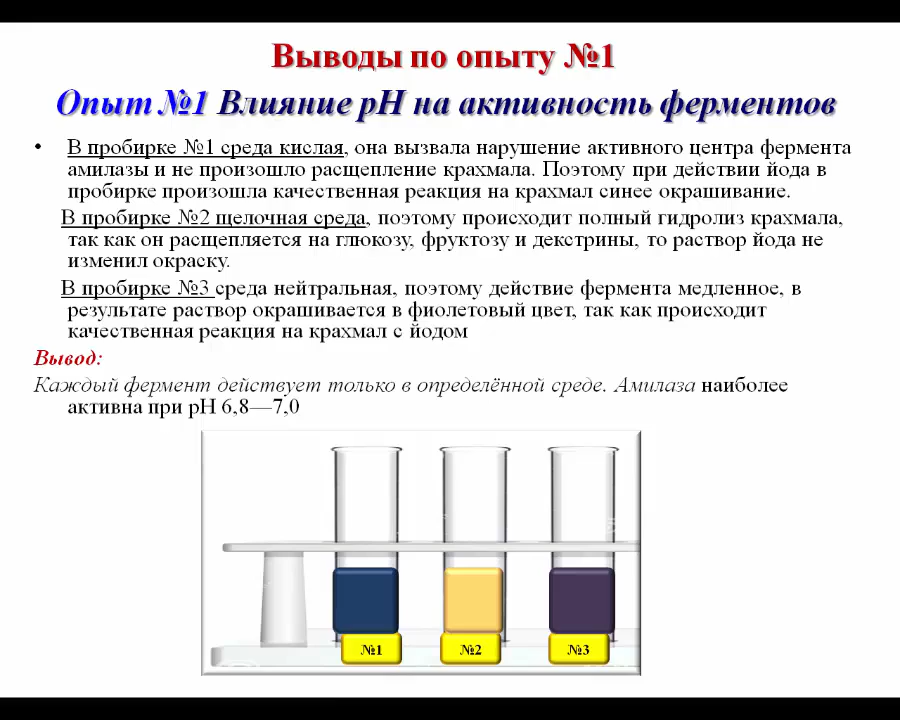 Выводы по опыту №1
Опыт №1 Влияние pH на активность ферментов
• В пробирке №1 среда кислая, она вызвала нарушение активного центра фермента
амилазы и не произошло расщепление крахмала. Поэтому при действии йода в
пробирке произошла качественная реакция на крахмал синее окрашивание.
В пробирке №2 щелочная среда, поэтому происходит полный гидролиз крахмала,
так как он расщепляется на глюкозу, фруктозу и декстрины, то раствор йода не
изменил окраску.
В пробирке №3 среда нейтральная, поэтому действие фермента медленное, в
результате раствор окрашивается в фиолетовый цвет, так как происходит
качественная реакция на крахмал с йодом
Вывод:
Каждый фермент действует только в определённой среде. Амилаза наиболее
активна при pH 6,8—7,0
№1 №2 №3